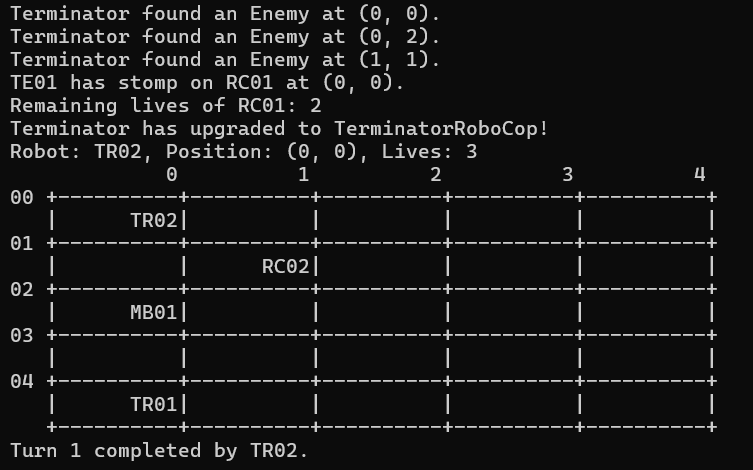 Terminator found an Enemy at (0, 0).
Terminator found an Enemy at (0, 2).
Terminator found an Enemy at (1, 1).
TE01 has stomp on RC01 at (0, 0).
Remaining lives of RC01: 2
Terminator has upgraded to TerminatorRoboCop!
Robot: TR02, Position: (0, 0), Lives: 3
             0          1          2          3          4
00 +----------+----------+----------+----------+----------+
   |      TR02|          |          |          |          |
01 +----------+----------+----------+----------+----------+
   |          |      RC02|          |          |          |
02 +----------+----------+----------+----------+----------+
   |      MB01|          |          |          |          |
03 +----------+----------+----------+----------+----------+
   |          |          |          |          |          |
04 +----------+----------+----------+----------+----------+
   |      TR01|          |          |          |          |
   +----------+----------+----------+----------+----------+
Turn 1 completed by TR02.